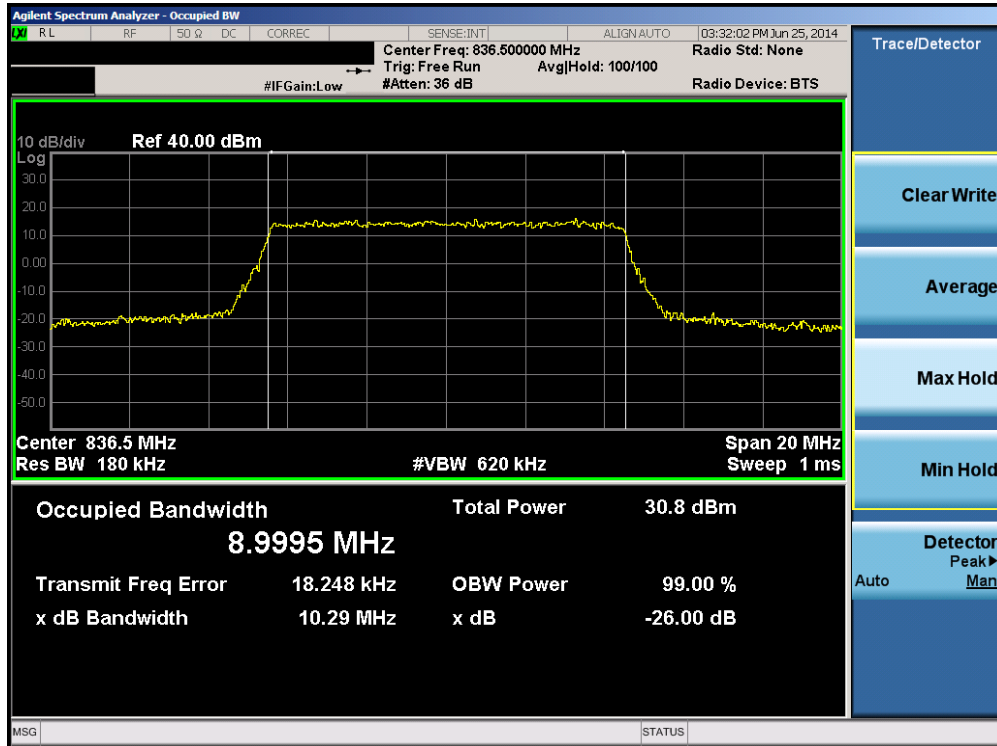 Agilent Spectrum Analyzer - Occupied BW
LXI RL RF 50 Ω DC CORREC SENSE:INT ALIGN AUTO 03:32:02 PM Jun 25, 2014
Center Freq: 836.500000 MHz Radio Std: None
Trig: Free Run Avg|Hold: 100/100
#IFGain:Low #Atten: 36 dB Radio Device: BTS
10 dB/div Ref 40.00 dBm
Log
30.0
20.0
10.0
0.00
-10.0
-20.0
-30.0
-40.0
-50.0
Center 836.5 MHz Span 20 MHz
Res BW 180 kHz #VBW 620 kHz Sweep 1 ms
Occupied Bandwidth Total Power 30.8 dBm
8.9995 MHz
Transmit Freq Error 18.248 kHz OBW Power 99.00 %
x dB Bandwidth 10.29 MHz x dB -26.00 dB
MSG STATUS
Trace/Detector
Clear Write
Average
Max Hold
Min Hold
Detector
Peak▶
Auto Man